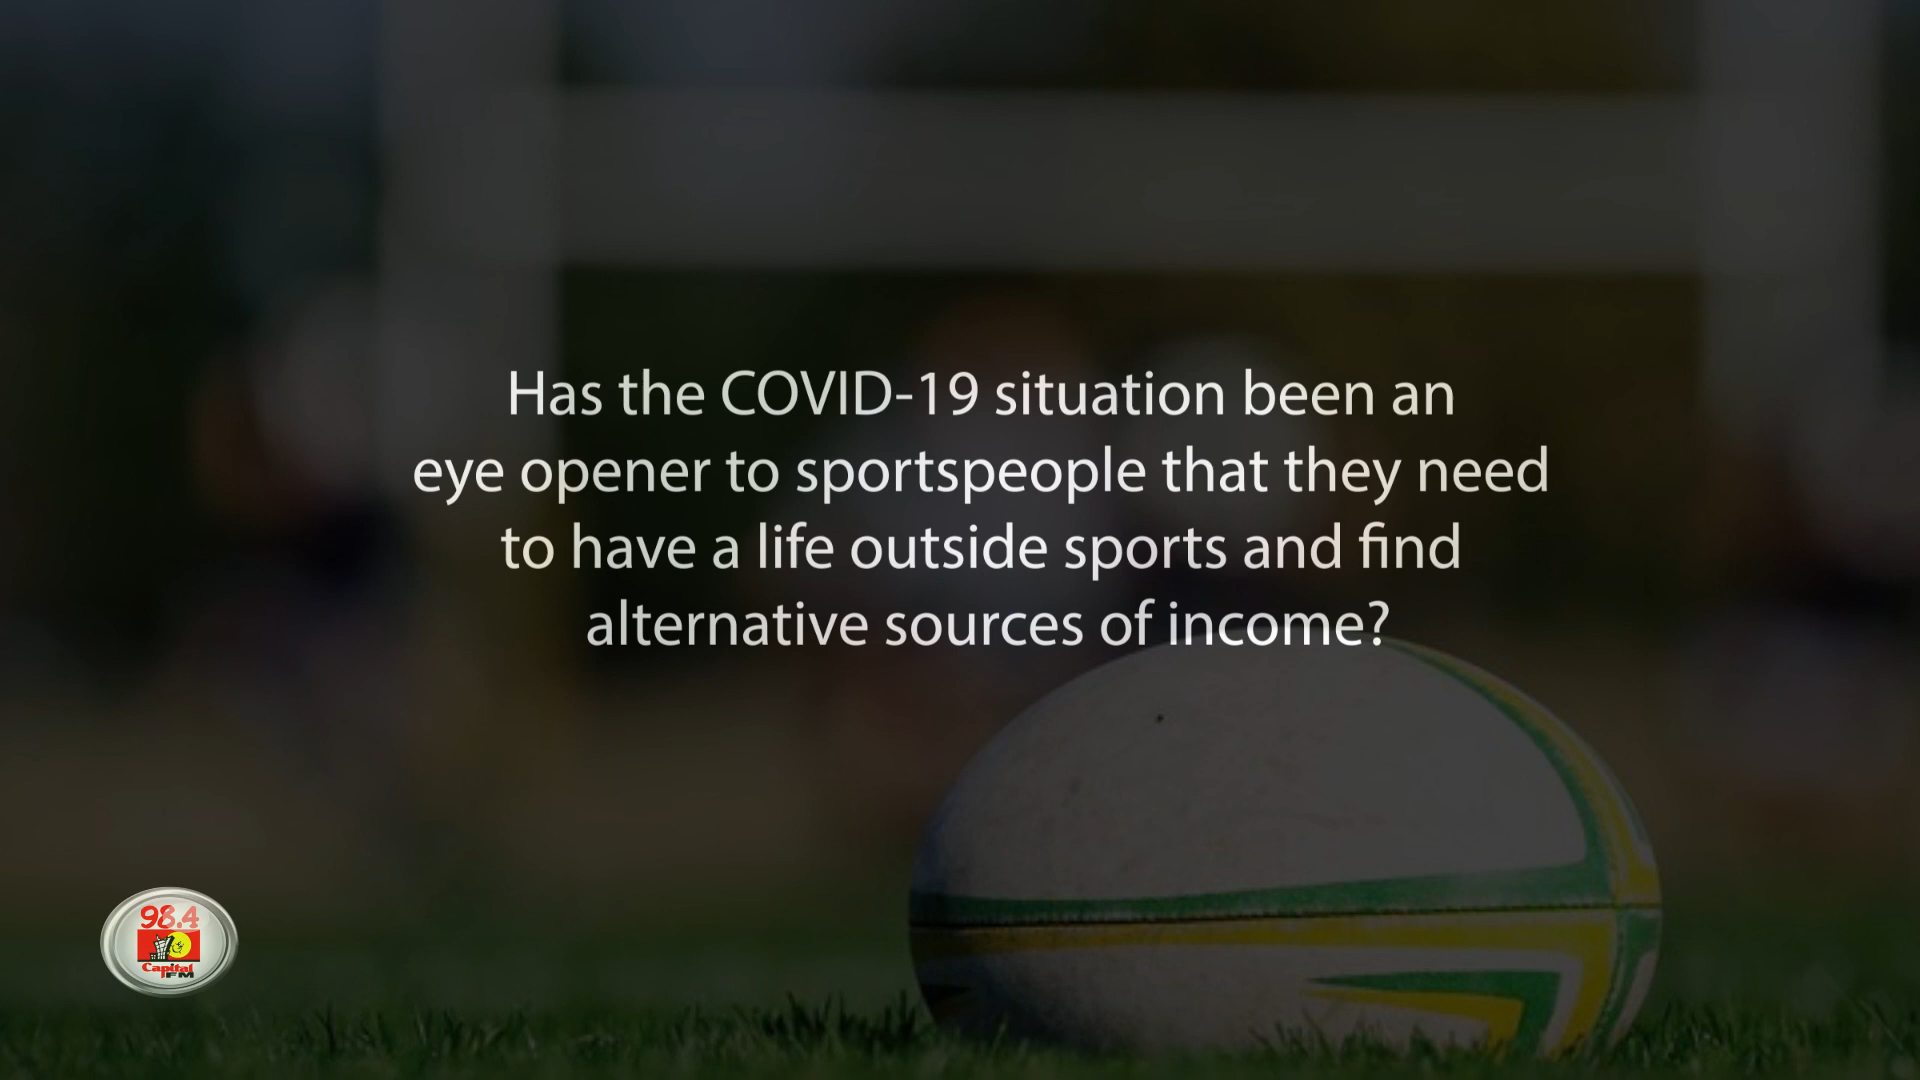 Has the COVID-19 situation been an
eye opener to sportspeople that they need
to have a life outside sports and find
alternative sources of income?
98.4
Capital
FM